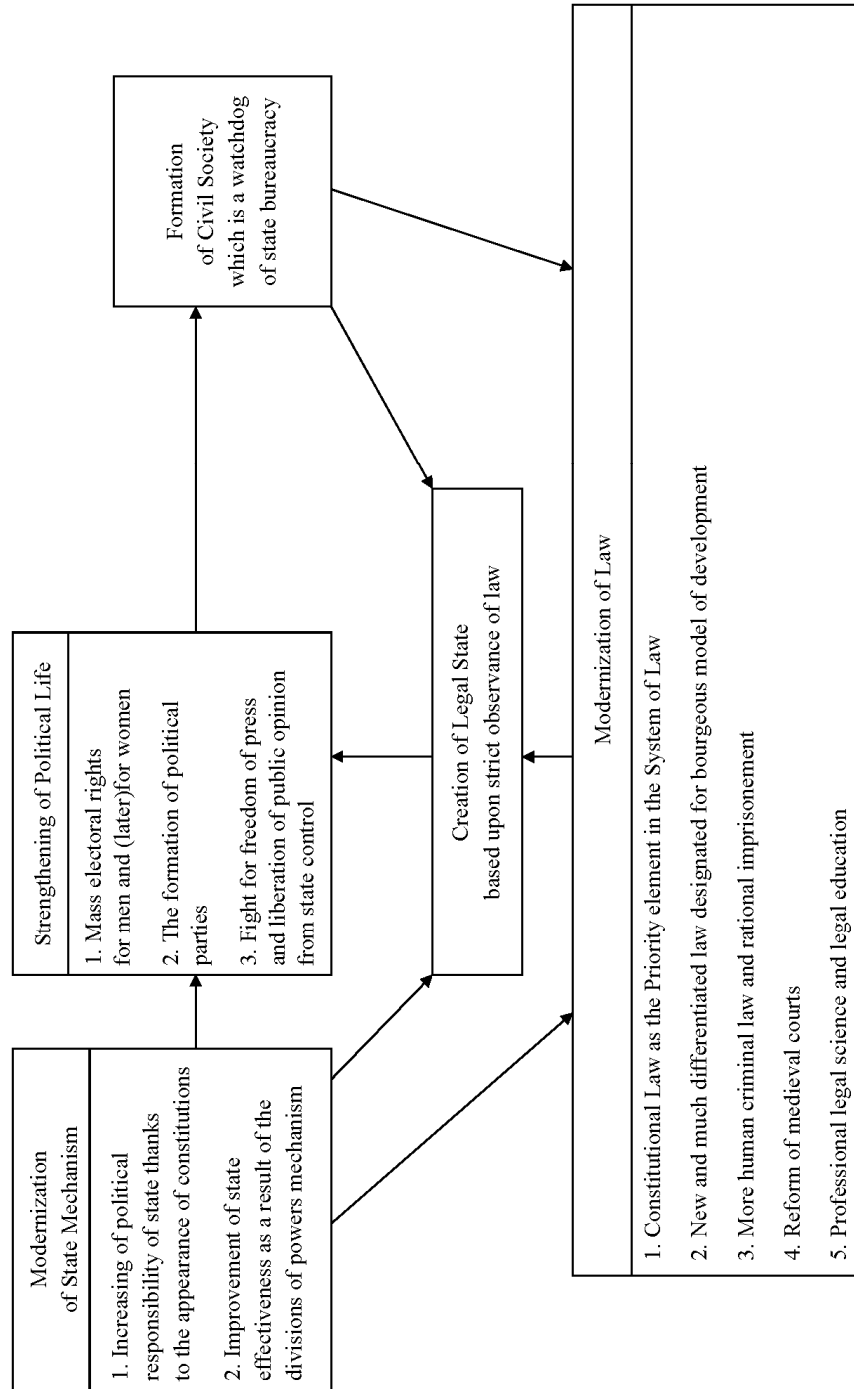 Modernization
of State Mechanism
1. Increasing of political
responsibility of state thanks
to the appearance of constitutions
2. Improvement of state
effectiveness as a result of the
divisions of powers mechanism
Strengthening of Political Life
1. Mass electoral rights
for men and (later)for women
2. The formation of political
parties
3. Fight for freedom of press
and liberation of public opinion
from state control
Formation
of Civil Society
which is a watchdog
of state bureaucracy
Creation of Legal State
based upon strict observance of law
Modernization of Law
1. Constitutional Law as the Priority element in the System of Law
2. New and much differentiated law designated for bourgeous model of development
3. More human criminal law and rational imprisonement
4. Reform of medieval courts
5. Professional legal science and legal education